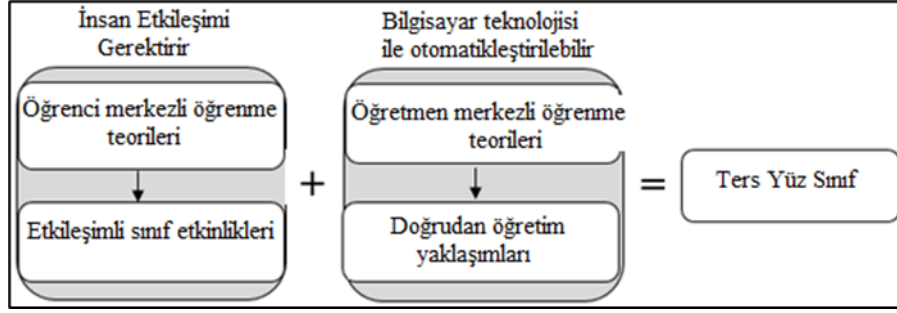 İnsan Etkileşimi
Gerektirir
Bilgisayar teknolojisi
ile otomatikleştirilebilir
Öğrenci merkezli öğrenme
teorileri
Etkileşimli sınıf etkinlikleri
+
Öğretmen merkezli öğrenme
teorileri
Doğrudan öğretim
yaklaşımları
=
Ters Yüz Sınıf